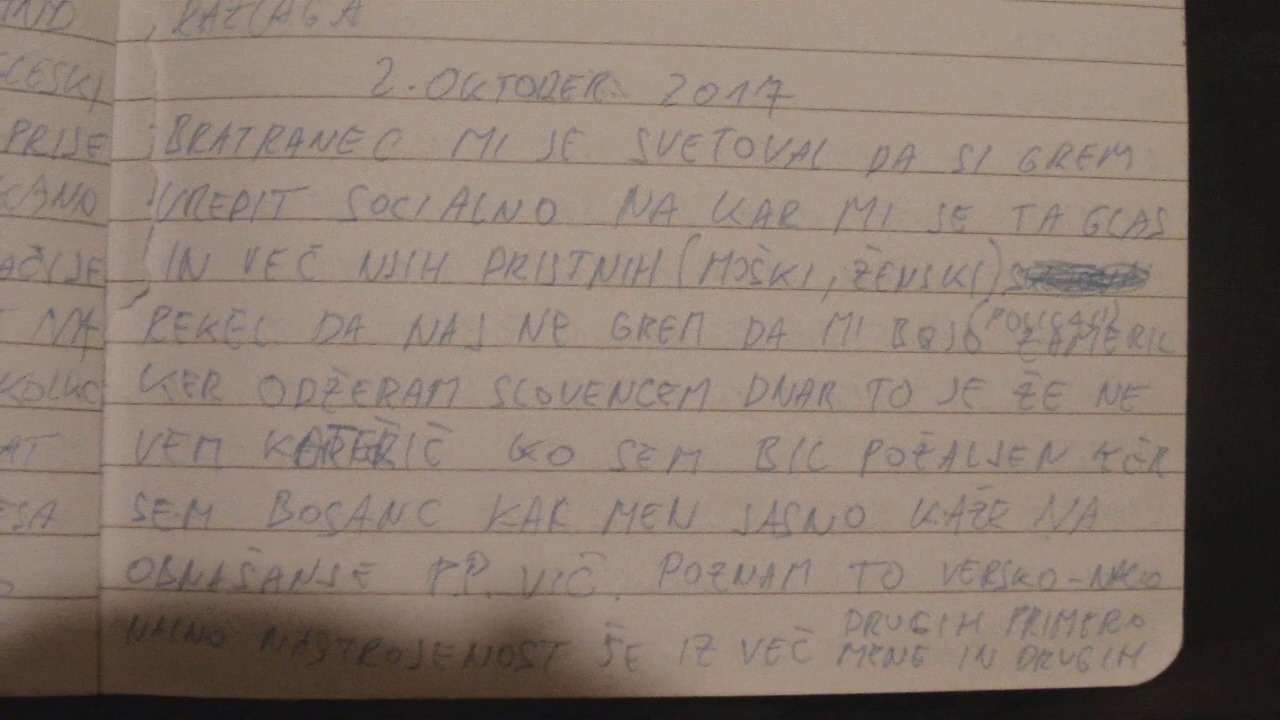 RAZLAGA
2. OKTOBER 2017
PRIJE
BRATRANEC MI JE SVETOVAL DA SI GREM
UREDIT SOCIALNO NA KAR MI JE TA GLAS
IN VEČ NJIH PRISTNIH (MOŠKI, ŽENSKI)
REKEL DA NAJ NE GREM DA MI BOJO (POLICAJI) ZAMERIL
KER ODŽERAM SLOVENCEM DNAR TO JE ŽE NE
VEM KATERIČ KO SEM BIL POŽALJEN KER
SEM BOSANC KAR MEN JASNO KAŽE NA
OBNAŠANJE P.P. VIČ. POZNAM TO VERSKO-NACIO
NALNO NASTROJENOST ŠE IZ VEČ DRUGIH PRIMERO
MENE IN DRUGIH